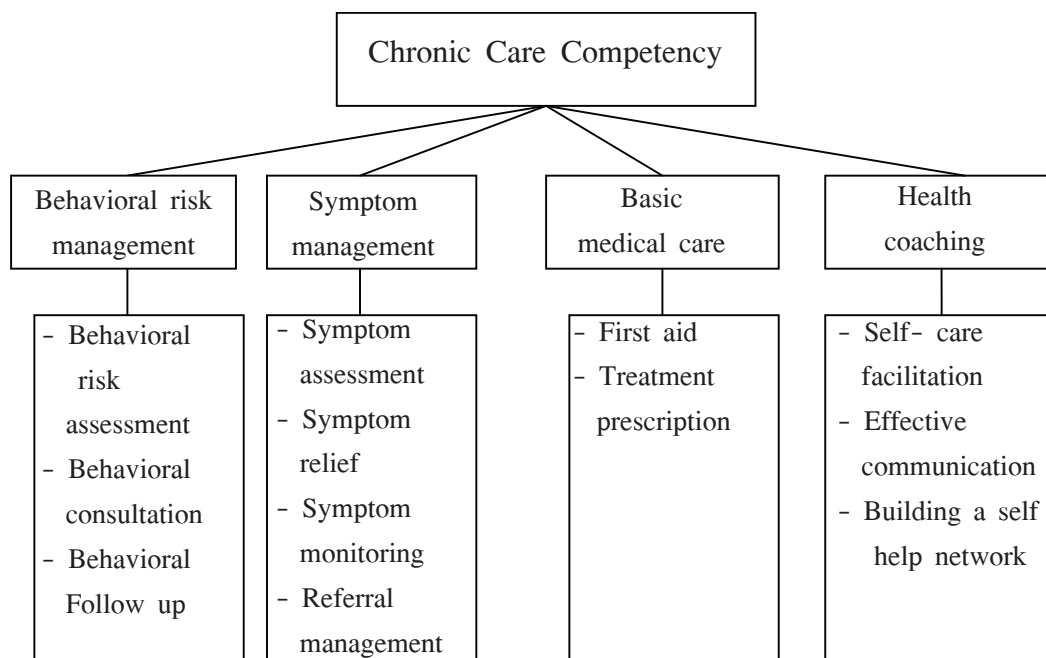 Chronic Care Competency
Behavioral risk
management
Symptom
management
Basic
medical care
Health
coaching
- Behavioral
risk
assessment
- Behavioral
consultation
- Behavioral
Follow up
- Symptom
assessment
- Symptom
relief
- Symptom
monitoring
- Referral
management
- First aid
- Treatment
prescription
- Self- care
facilitation
- Effective
communication
- Building a self
help network